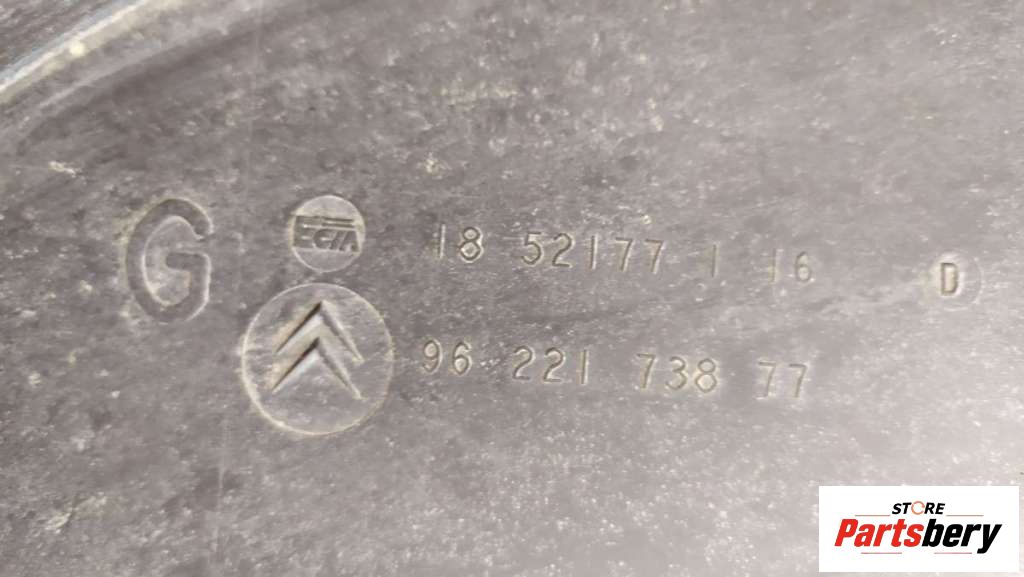 G
ECIA
18 52177 1 16
D
96 221 738 77
STORE
Partsbery